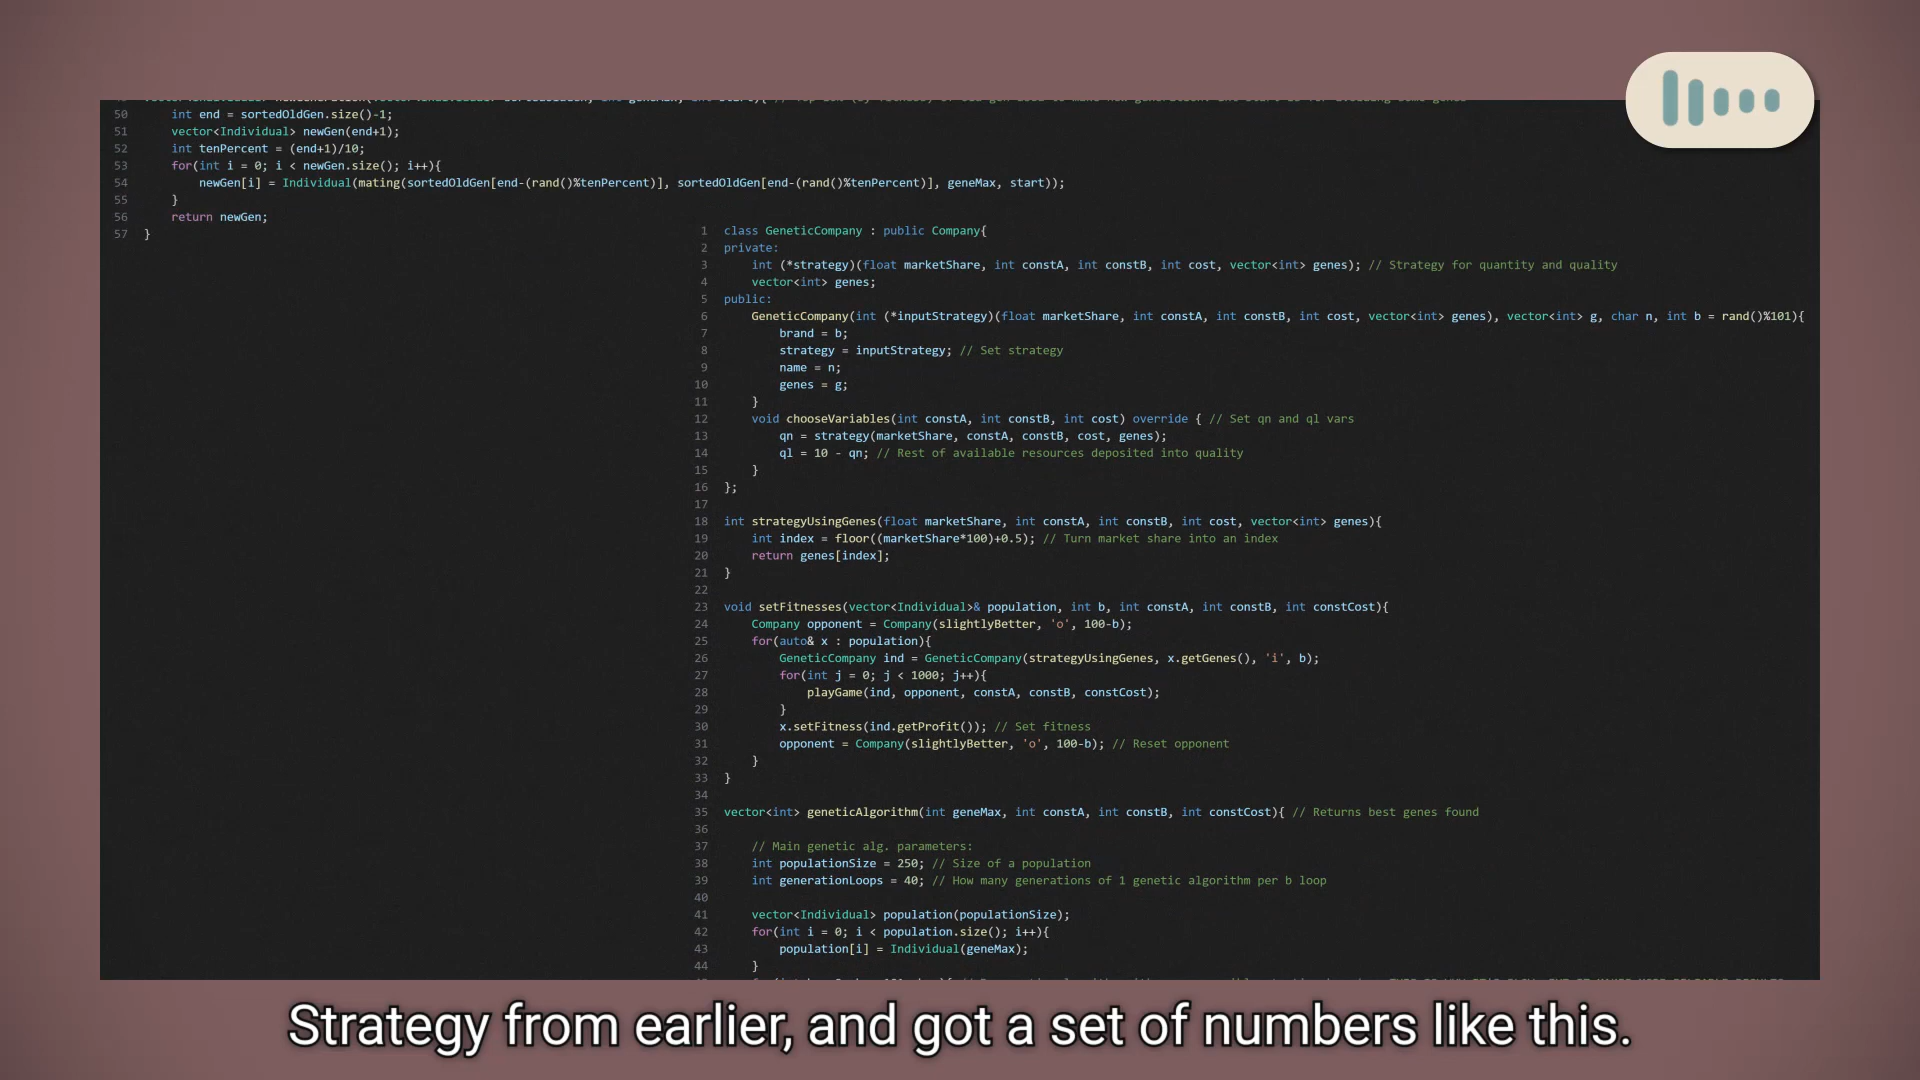 50 int end = sortedOldGen.size()-1;
51 vector<Individual> newGen(end+1);
52 int tenPercent = (end+1)/10;
53 for(int i = 0; i < newGen.size(); i++){
54 newGen[i] = Individual(mating(sortedOldGen[end-(rand()%tenPercent)], sortedOldGen[end-(rand()%tenPercent)], geneMax, start));
55 }
56 return newGen;
57 }
1 class GeneticCompany : public Company{
2 private:
3 int (*strategy)(float marketShare, int constA, int constB, int cost, vector<int> genes); // Strategy for quantity and quality
4 vector<int> genes;
5 public:
6 GeneticCompany(int (*inputStrategy)(float marketShare, int constA, int constB, int cost, vector<int> genes), vector<int> g, char n, int b = rand()%101){
7 brand = b;
8 strategy = inputStrategy; // Set strategy
9 name = n;
10 genes = g;
11 }
12 void chooseVariables(int constA, int constB, int cost) override { // Set qn and ql vars
13 qn = strategy(marketShare, constA, constB, cost, genes);
14 ql = 10 - qn; // Rest of available resources deposited into quality
15 }
16 };
17
18 int strategyUsingGenes(float marketShare, int constA, int constB, int cost, vector<int> genes){
19 int index = floor((marketShare*100)+0.5); // Turn market share into an index
20 return genes[index];
21 }
22
23 void setFitnesses(vector<Individual>& population, int b, int constA, int constB, int constCost){
24 Company opponent = Company(slightlyBetter, 'o', 100-b);
25 for(auto& x : population){
26 GeneticCompany ind = GeneticCompany(strategyUsingGenes, x.getGenes(), 'i', b);
27 for(int j = 0; j < 1000; j++){
28 playGame(ind, opponent, constA, constB, constCost);
29 }
30 x.setFitness(ind.getProfit()); // Set fitness
31 opponent = Company(slightlyBetter, 'o', 100-b); // Reset opponent
32 }
33 }
34
35 vector<int> geneticAlgorithm(int geneMax, int constA, int constB, int constCost){ // Returns best genes found
36
37 // Main genetic alg. parameters:
38 int populationSize = 250; // Size of a population
39 int generationLoops = 40; // How many generations of 1 genetic algorithm per b loop
40
41 vector<Individual> population(populationSize);
42 for(int i = 0; i < population.size(); i++){
43 population[i] = Individual(geneMax);
44 }
Strategy from earlier, and got a set of numbers like this.